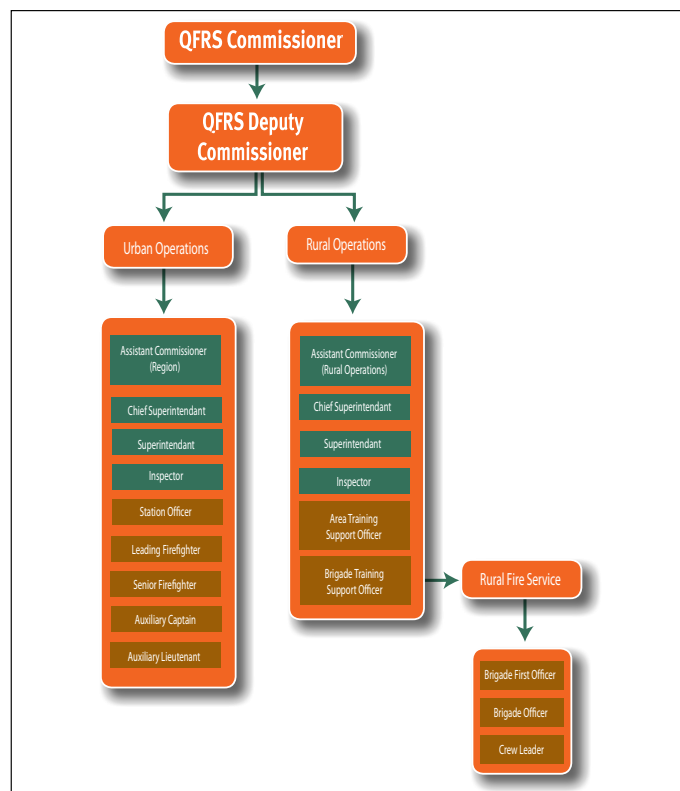 QFRS Commissioner
QFRS Deputy
Commissioner
Urban Operations
Rural Operations
Assistant Commissioner
(Region)
Chief Superintendant
Superintendant
Inspector
Station Officer
Leading Firefighter
Senior Firefighter
Auxiliary Captain
Auxiliary Lieutenant
Assistant Commissioner
(Rural Operations)
Chief Superintendant
Superintendant
Inspector
Area Training
Support Officer
Brigade Training
Support Officer
Rural Fire Service
Brigade First Officer
Brigade Officer
Crew Leader